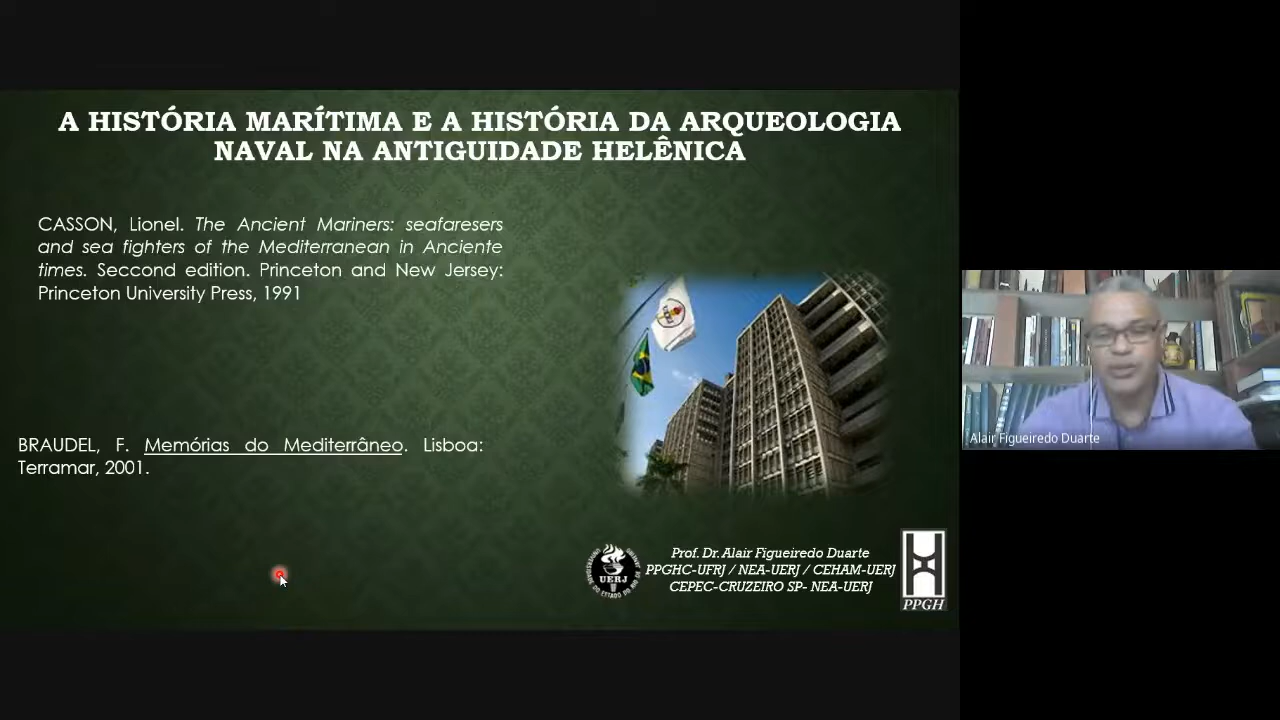 A HISTÓRIA MARÍTIMA E A HISTÓRIA DA ARQUEOLOGIA
NAVAL NA ANTIGUIDADE HELÊNICA
CASSON, Lionel. The Ancient Mariners: seafaresers
and sea fighters of the Mediterranean in Anciente
times. Seccond edition. Princeton and New Jersey:
Princeton University Press, 1991
BRAUDEL, F. Memórias do Mediterrâneo. Lisboa:
Terramar, 2001.
UERJ
Prof. Dr. Alair Figueiredo Duarte
PPGHC-UFRJ / NEA-UERJ / CEHAM-UERJ
CEPEC-CRUZEIRO SP- NEA-UERJ
UERJ
PPGH
Alair Figueiredo Duarte